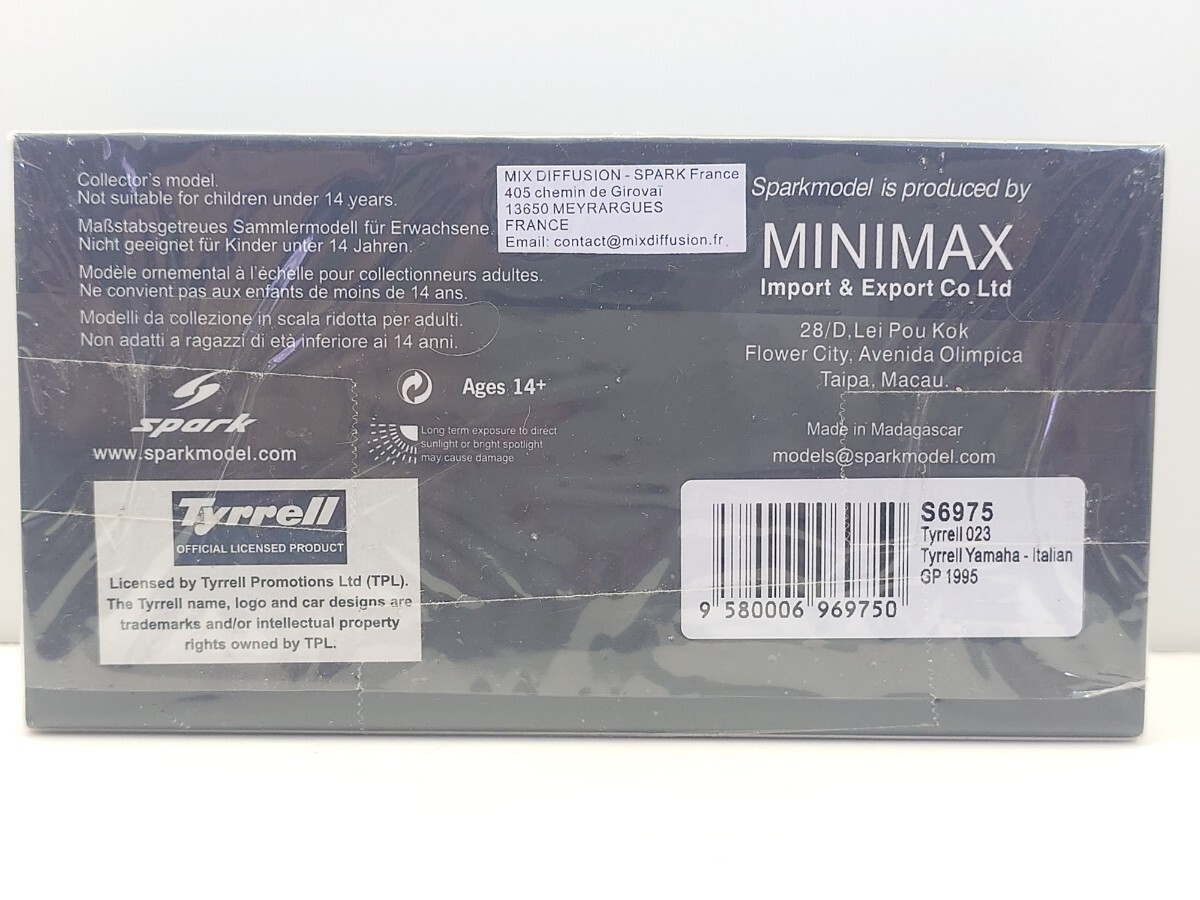 Collector's model.
Not suitable for children under 14 years.
Maßstabsgetreues Sammlermodell für Erwachsene.
Nicht geeignet für Kinder unter 14 Jahren.
Modèle ornemental à l'échelle pour collectionneurs adultes.
Ne convient pas aux enfants de moins de 14 ans.
Modelli da collezione in scala ridotta per adulti.
Non adatti a ragazzi di età inferiore ai 14 anni.
MIX DIFFUSION - SPARK France
405 chemin de Girovaï
13650 MEYRARGUES
FRANCE
Email: contact@mixdiffusion.fr
Sparkmodel is produced by
MINIMAX
Import & Export Co Ltd
28/D,Lei Pou Kok
Flower City, Avenida Olimpica
Taipa, Macau.
Made in Madagascar
models@sparkmodel.com
spark
www.sparkmodel.com
Ages 14+
Long term exposure to direct
sunlight or bright spotlight
may cause damage
Tyrrell
OFFICIAL LICENSED PRODUCT
Licensed by Tyrrell Promotions Ltd (TPL).
The Tyrrell name, logo and car designs are
trademarks and/or intellectual property
rights owned by TPL.
S6975
Tyrrell 023
Tyrrell Yamaha - Italian
GP 1995
9 580006 969750